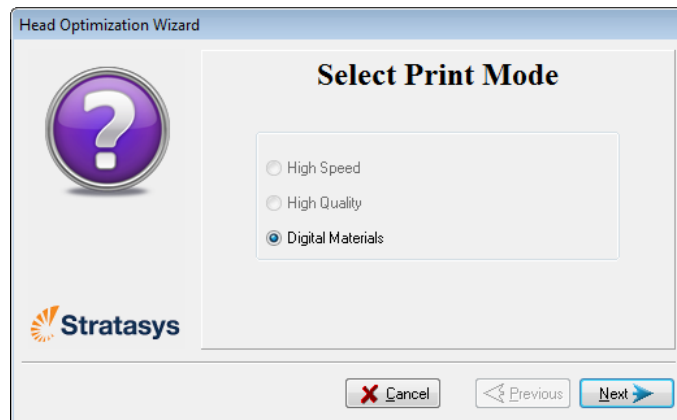 Head Optimization Wizard
Select Print Mode
High Speed
High Quality
Digital Materials
Stratasys
Cancel
Previous
Next